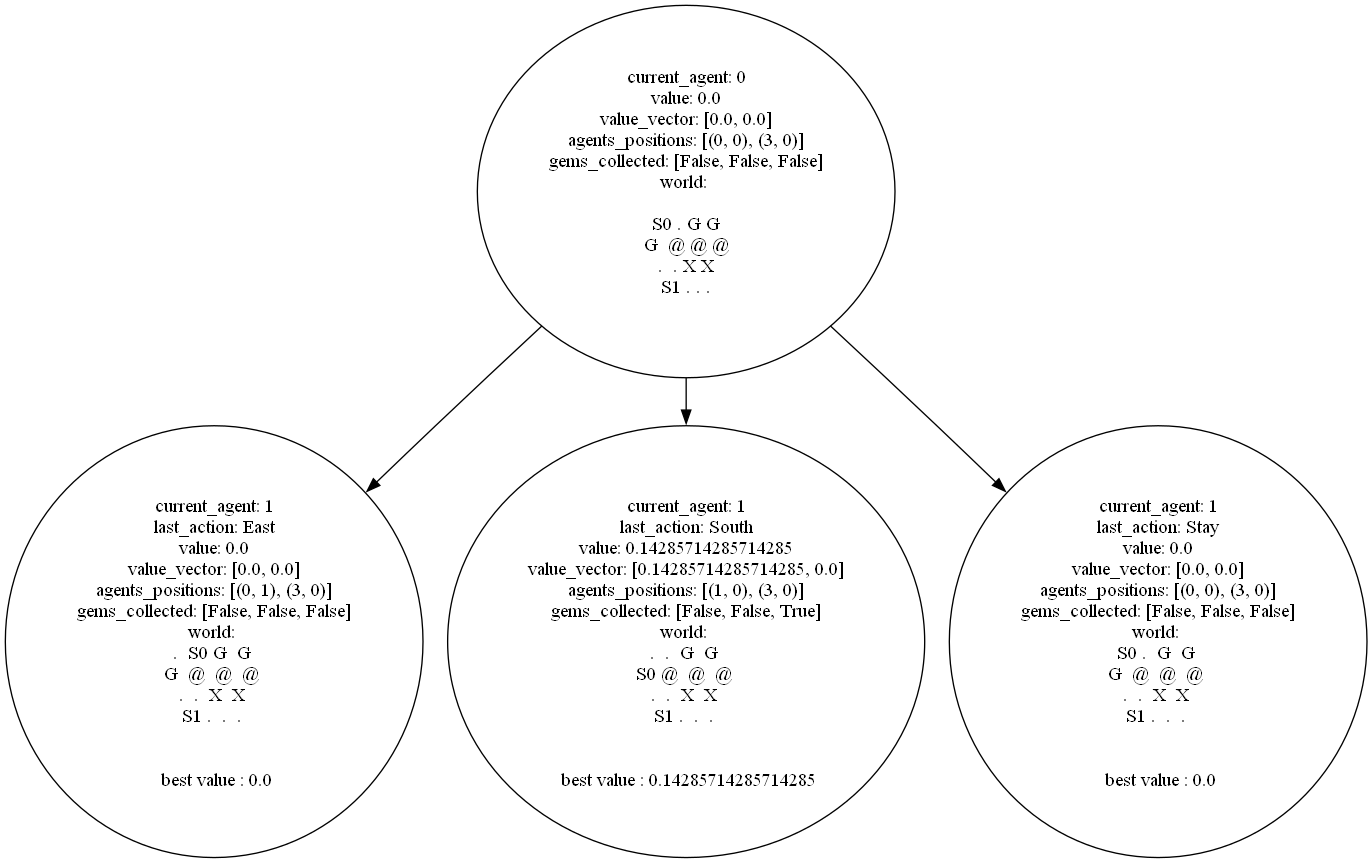 current_agent: 0
value: 0.0
value_vector: [0.0, 0.0]
agents_positions: [(0, 0), (3, 0)]
gems_collected: [False, False, False]
world:
S0 . G G
G @ @ @
. . X X
S1 . . .
current_agent: 1
last_action: East
value: 0.0
value_vector: [0.0, 0.0]
agents_positions: [(0, 1), (3, 0)]
gems_collected: [False, False, False]
world:
. S0 G G
G @ @ @
. . X X
S1 . . .
best value : 0.0
current_agent: 1
last_action: South
value: 0.14285714285714285
value_vector: [0.14285714285714285, 0.0]
agents_positions: [(1, 0), (3, 0)]
gems_collected: [False, False, True]
world:
. . G G
S0 @ @ @
. . X X
S1 . . .
best value : 0.14285714285714285
current_agent: 1
last_action: Stay
value: 0.0
value_vector: [0.0, 0.0]
agents_positions: [(0, 0), (3, 0)]
gems_collected: [False, False, False]
world:
S0 . G G
G @ @ @
. . X X
S1 . . .
best value : 0.0